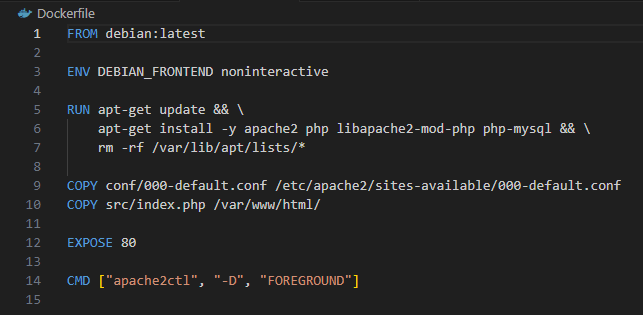 Dockerfile
1 FROM debian:latest
2
3 ENV DEBIAN_FRONTEND noninteractive
4
5 RUN apt-get update && \
6 apt-get install -y apache2 php libapache2-mod-php php-mysql && \
7 rm -rf /var/lib/apt/lists/*
8
9 COPY conf/000-default.conf /etc/apache2/sites-available/000-default.conf
10 COPY src/index.php /var/www/html/
11
12 EXPOSE 80
13
14 CMD ["apache2ctl", "-D", "FOREGROUND"]
15